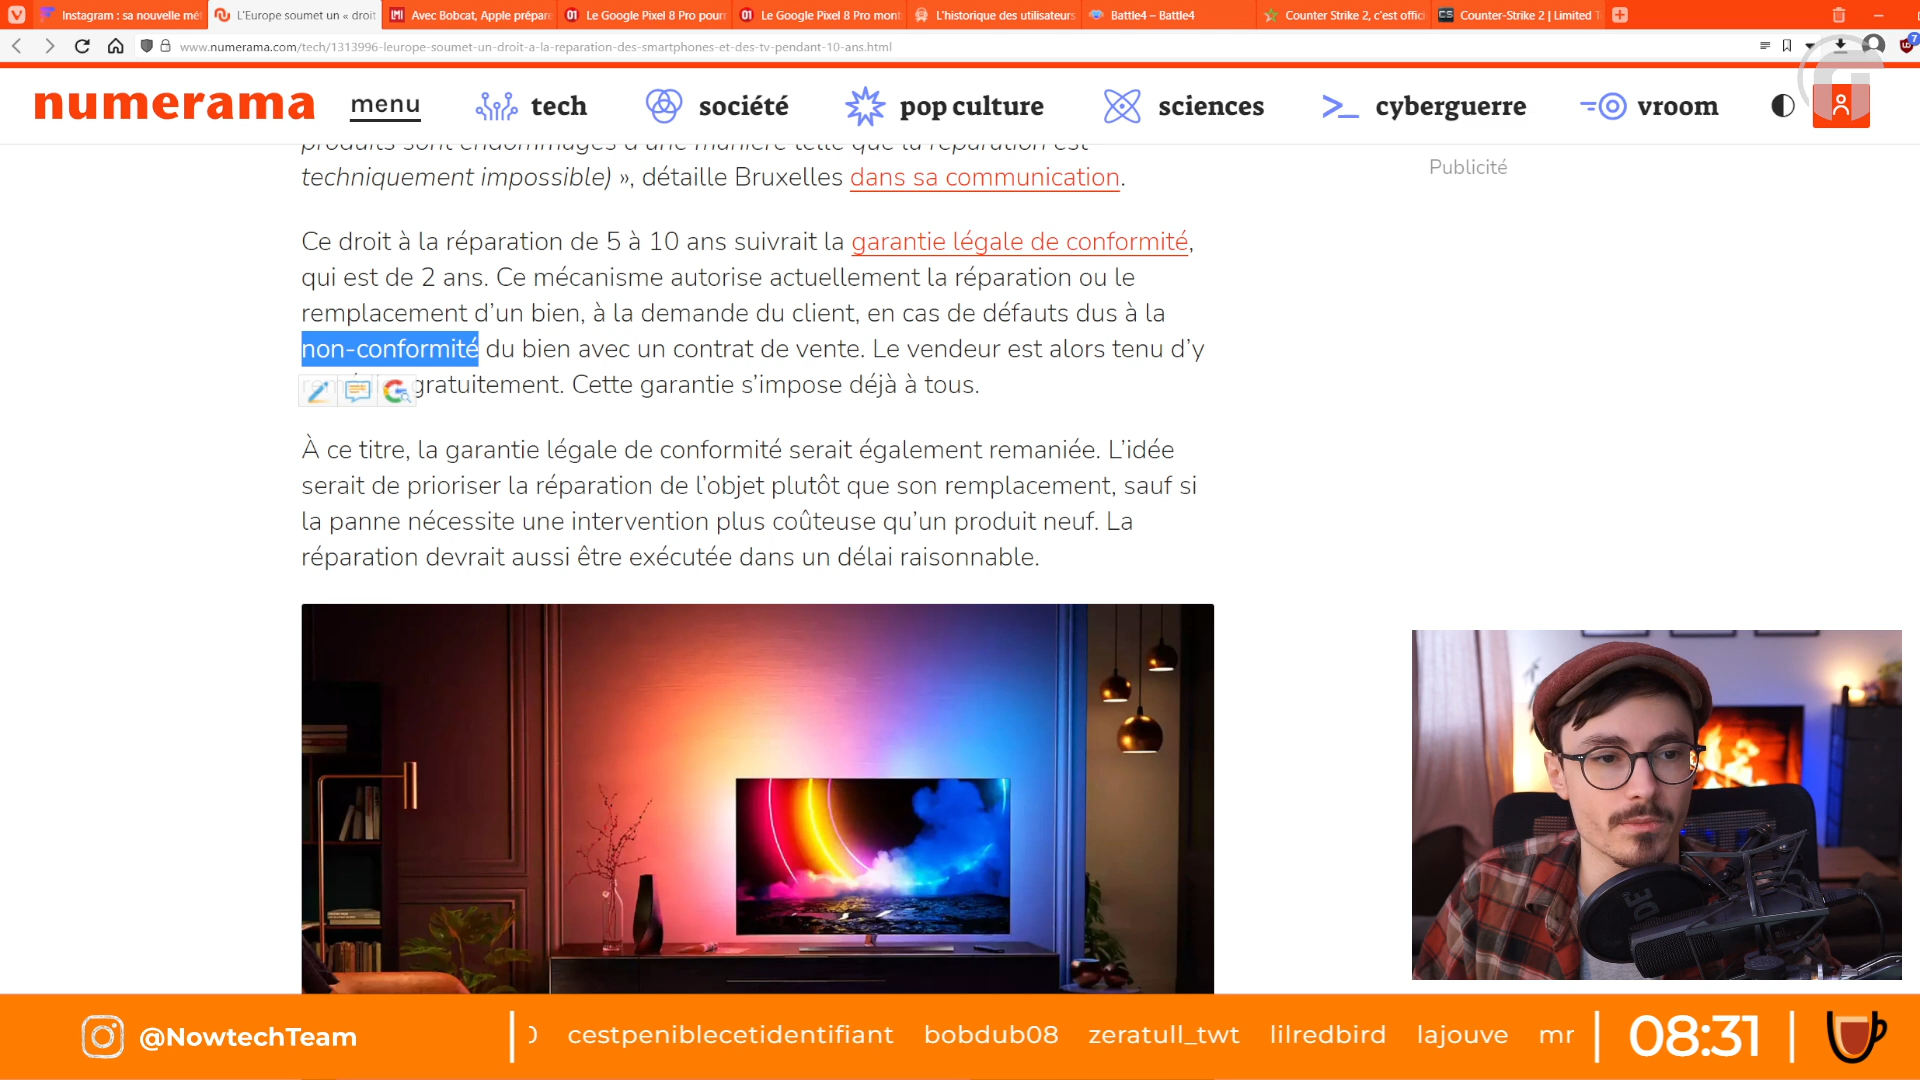 Instagram : sa nouvelle mét
L'Europe soumet un « droit
Avec Bobcat, Apple prépar
Le Google Pixel 8 Pro pourr
Le Google Pixel 8 Pro mont
L'historique des utilisateurs
Battle4 – Battle4
Counter Strike 2, c'est offici
Counter-Strike 2 | Limited T
www.numerama.com/tech/1313996-leurope-soumet-un-droit-a-la-reparation-des-smartphones-et-des-tv-pendant-10-ans.html
7
numerama
menu
tech
société
pop culture
sciences
cyberguerre
vroom
produits sont endommagés d'une manière telle que la réparation est
techniquement impossible) », détaille Bruxelles dans sa communication.
Publicité
Ce droit à la réparation de 5 à 10 ans suivrait la garantie légale de conformité,
qui est de 2 ans. Ce mécanisme autorise actuellement la réparation ou le
remplacement d'un bien, à la demande du client, en cas de défauts dus à la
non-conformité du bien avec un contrat de vente. Le vendeur est alors tenu d'y
gratuitement. Cette garantie s'impose déjà à tous.
À ce titre, la garantie légale de conformité serait également remaniée. L'idée
serait de prioriser la réparation de l'objet plutôt que son remplacement, sauf si
la panne nécessite une intervention plus coûteuse qu'un produit neuf. La
réparation devrait aussi être exécutée dans un délai raisonnable.
@NowtechTeam
cestpeniblecetidentifiant bobdub08 zeratull_twt lilredbird lajouve mr
08:31